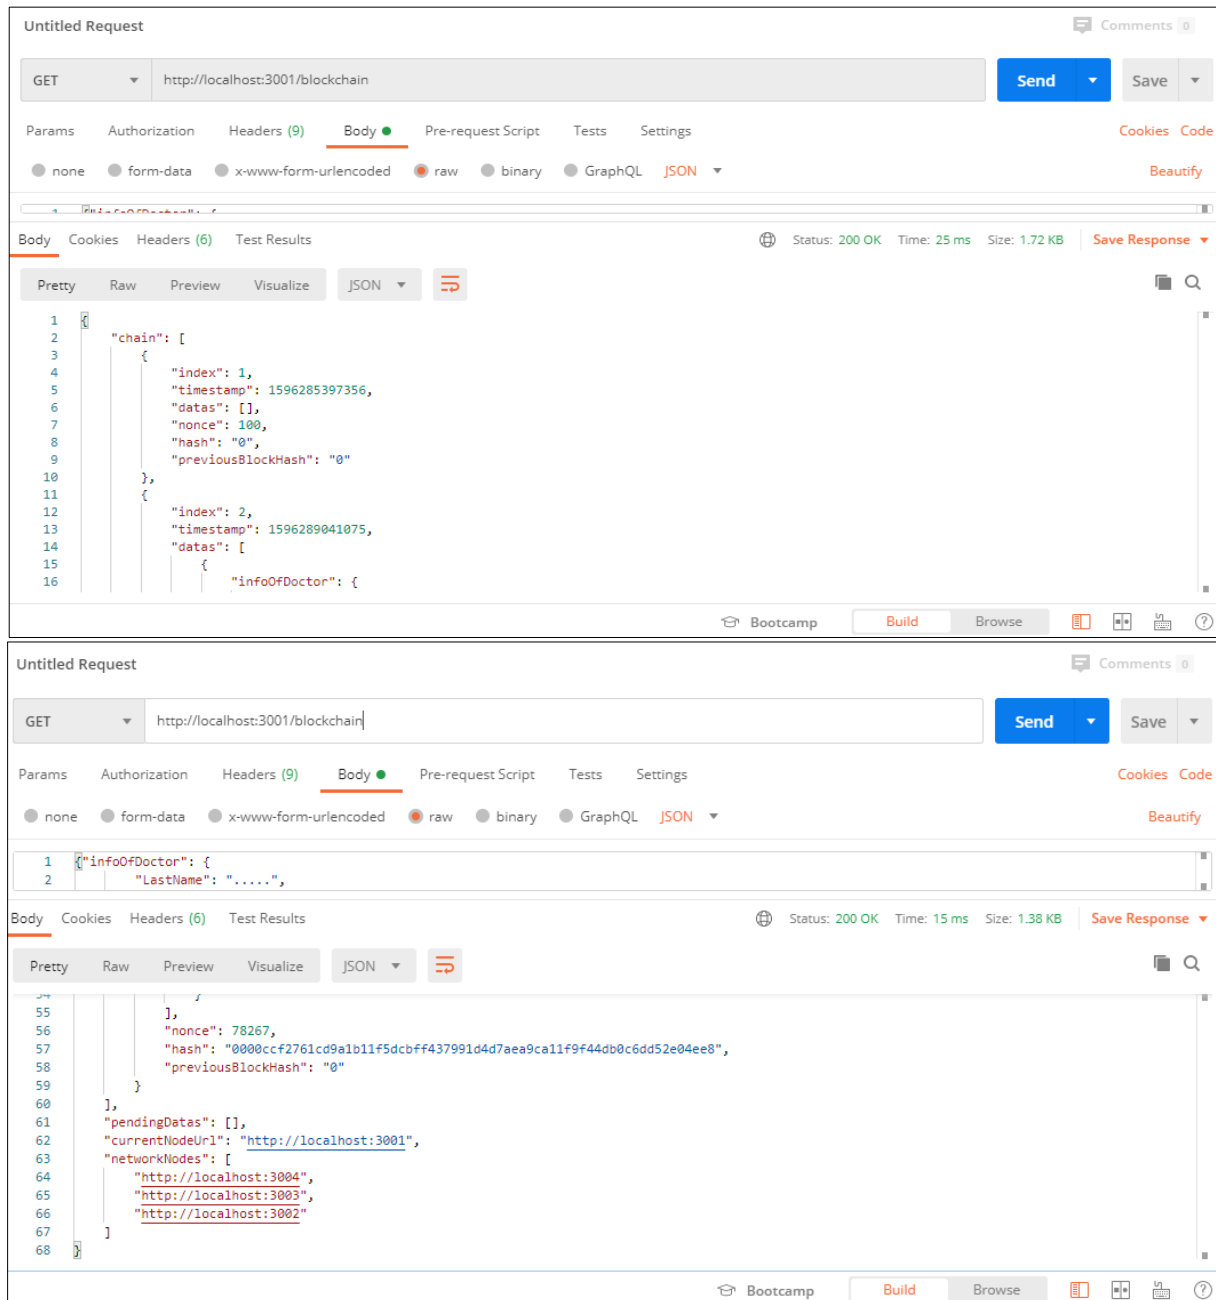 Untitled Request
Comments 0
GET http://localhost:3001/blockchain Send Save
Params Authorization Headers (9) Body Pre-request Script Tests Settings Cookies Code
none form-data x-www-form-urlencoded raw binary GraphQL JSON Beautify
1 {"infoOfDoctor": {
Body Cookies Headers (6) Test Results Status: 200 OK Time: 25 ms Size: 1.72 KB Save Response
Pretty Raw Preview Visualize JSON
1 {
2 "chain": [
3 {
4 "index": 1,
5 "timestamp": 1596285397356,
6 "datas": [],
7 "nonce": 100,
8 "hash": "0",
9 "previousBlockHash": "0"
10 },
11 {
12 "index": 2,
13 "timestamp": 1596289041075,
14 "datas": [
15 {
16 "infoOfDoctor": {
Bootcamp Build Browse
Untitled Request
Comments 0
GET http://localhost:3001/blockchain Send Save
Params Authorization Headers (9) Body Pre-request Script Tests Settings Cookies Code
none form-data x-www-form-urlencoded raw binary GraphQL JSON Beautify
1 {"infoOfDoctor": {
2 "LastName": ".....",
Body Cookies Headers (6) Test Results Status: 200 OK Time: 15 ms Size: 1.38 KB Save Response
Pretty Raw Preview Visualize JSON
54 }
55 ],
56 "nonce": 78267,
57 "hash": "0000ccf2761cd9a1b11f5dcbff437991d4d7aea9ca11f9f44db0c6dd52e04ee8",
58 "previousBlockHash": "0"
59 }
60 ],
61 "pendingDatas": [],
62 "currentNodeUrl": "http://localhost:3001",
63 "networkNodes": [
64 "http://localhost:3004",
65 "http://localhost:3003",
66 "http://localhost:3002"
67 ]
68 }
Bootcamp Build Browse